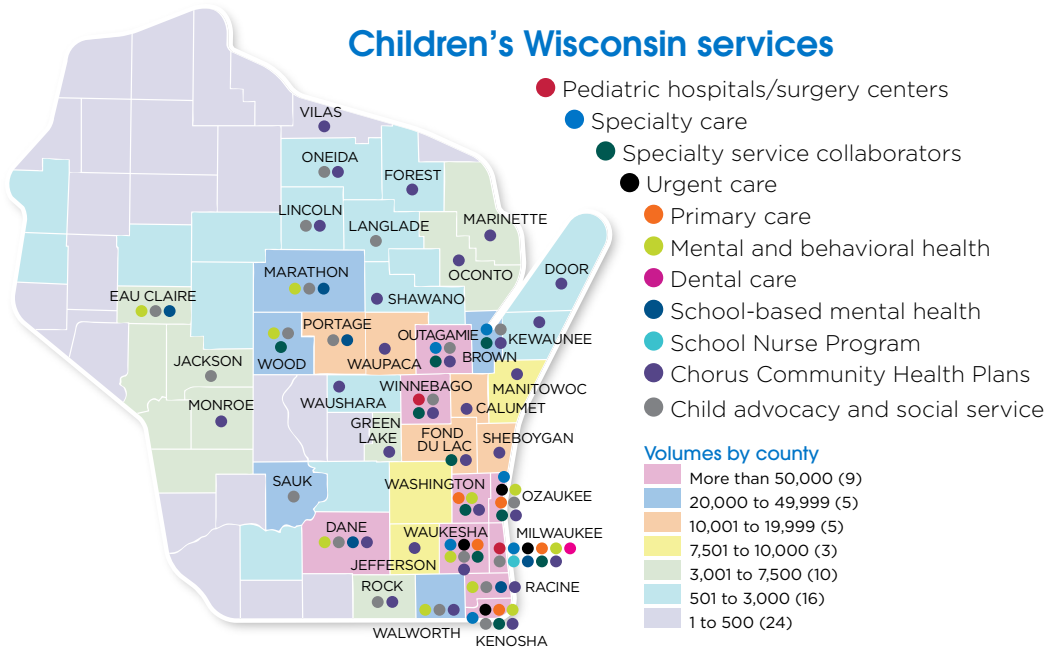 Children's Wisconsin services
Pediatric hospitals/surgery centers
Specialty care
Specialty service collaborators
Urgent care
Primary care
Mental and behavioral health
Dental care
School-based mental health
School Nurse Program
Chorus Community Health Plans
Child advocacy and social service
VILAS
ONEIDA
FOREST
LINCOLN
LANGLADE
MARINETTE
OCONTO
DOOR
MARATHON
SHAWANO
EAU CLAIRE
PORTAGE
OUTAGAMIE
KEWAUNEE
WOOD
WAUPACA
BROWN
JACKSON
WINNEBAGO
MANITOWOC
WAUSHARA
CALUMET
MONROE
GREEN
LAKE
FOND
DU LAC
SHEBOYGAN
SAUK
WASHINGTON
OZAUKEE
DANE
WAUKESHA
MILWAUKEE
JEFFERSON
ROCK
RACINE
WALWORTH
KENOSHA
Volumes by county
More than 50,000 (9)
20,000 to 49,999 (5)
10,001 to 19,999 (5)
7,501 to 10,000 (3)
3,001 to 7,500 (10)
501 to 3,000 (16)
1 to 500 (24)